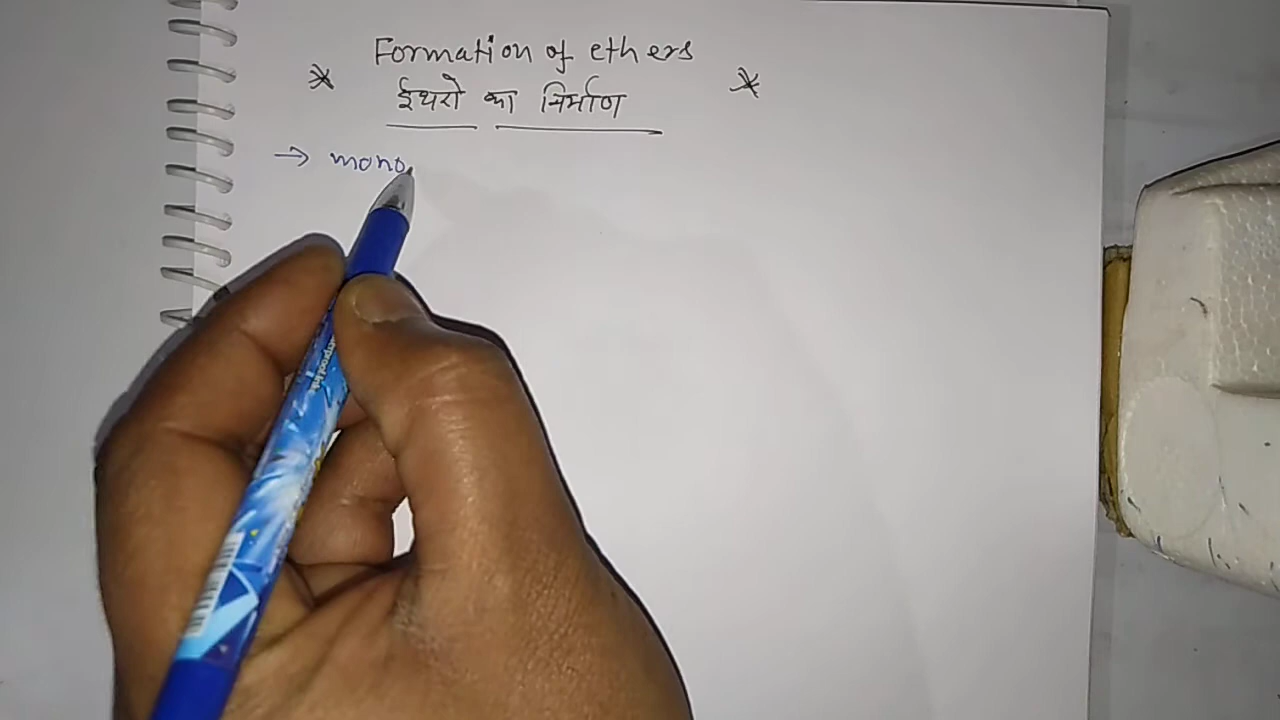 * Formation of ethers *
ईथरो का निर्माण
→ mono